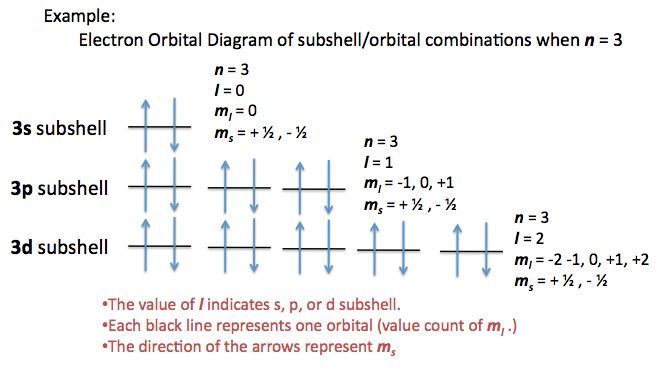 Example:
Electron Orbital Diagram of subshell/orbital combinations when n = 3
n = 3
l = 0
mₗ = 0
mₛ = + ½ , - ½
3s subshell
n = 3
l = 1
mₗ = -1, 0, +1
mₛ = + ½ , - ½
3p subshell
n = 3
l = 2
mₗ = -2 -1, 0, +1, +2
mₛ = + ½ , - ½
3d subshell
•The value of l indicates s, p, or d subshell.
•Each black line represents one orbital (value count of mₗ .)
•The direction of the arrows represent mₛ